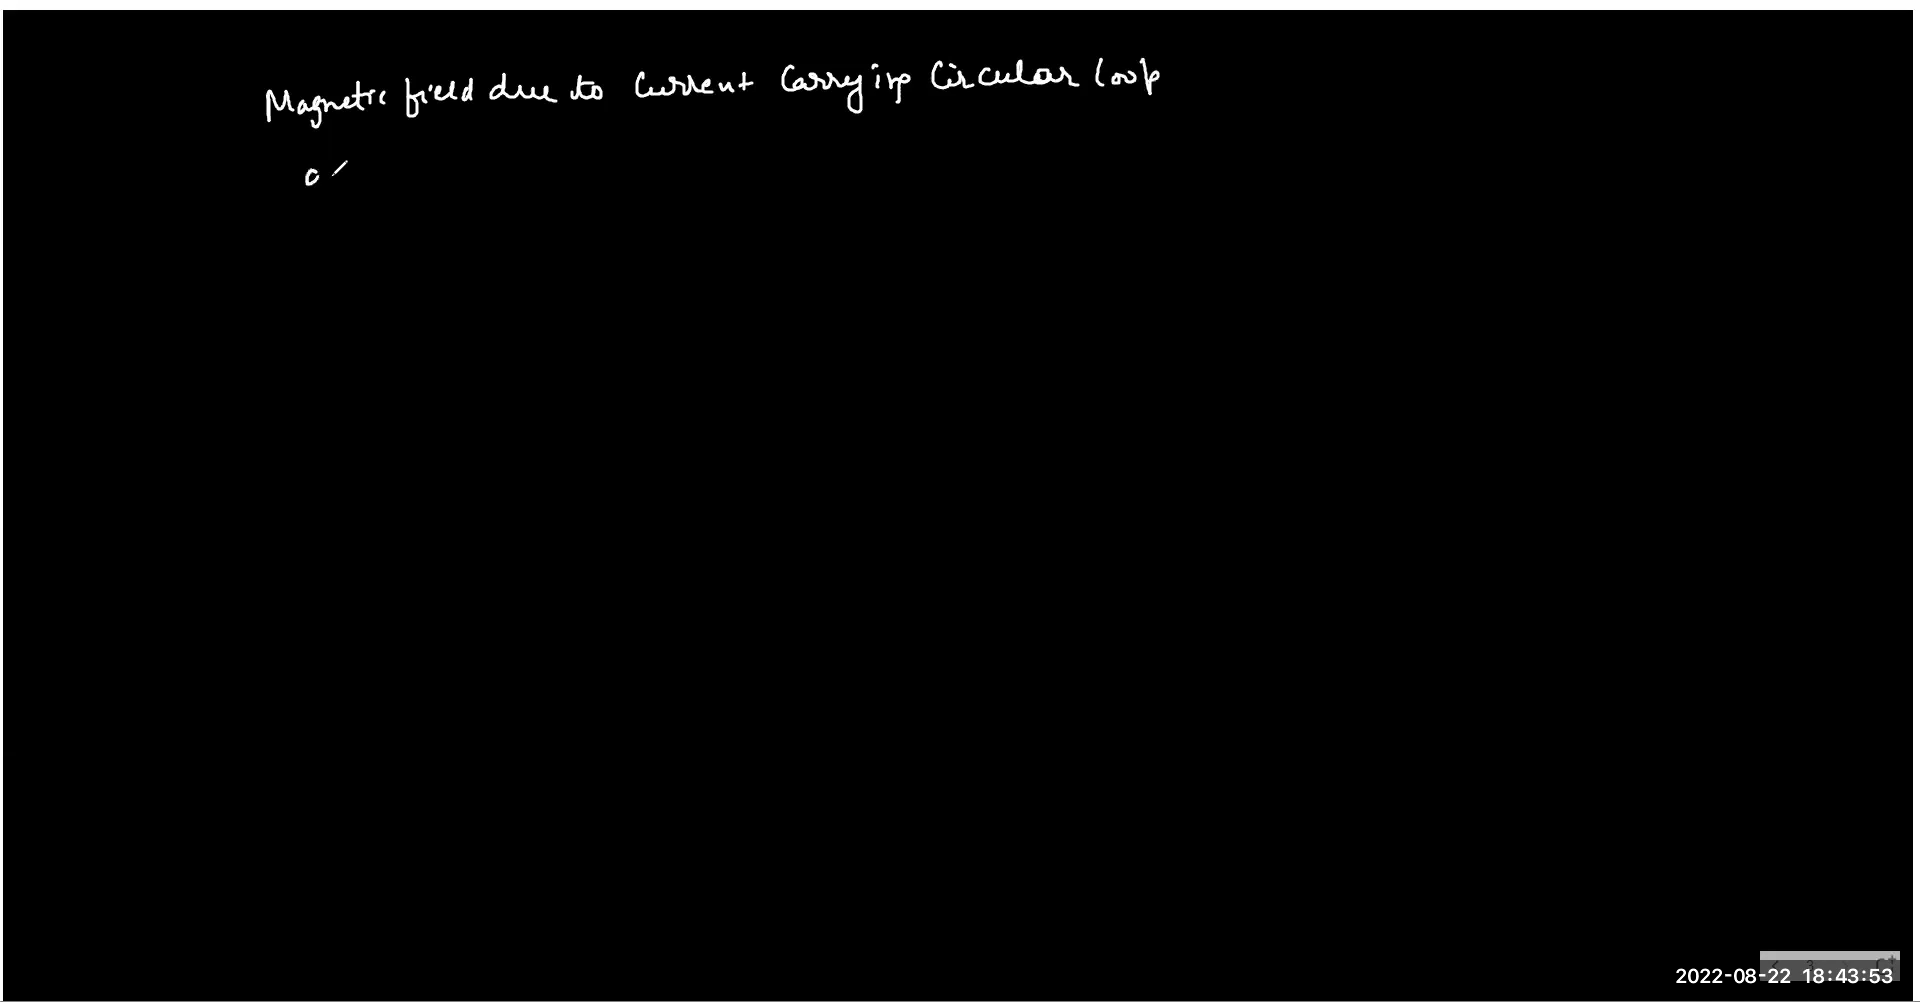 Magnetic field due to Current Carrying Circular loop
2022-08-22 18:43:53